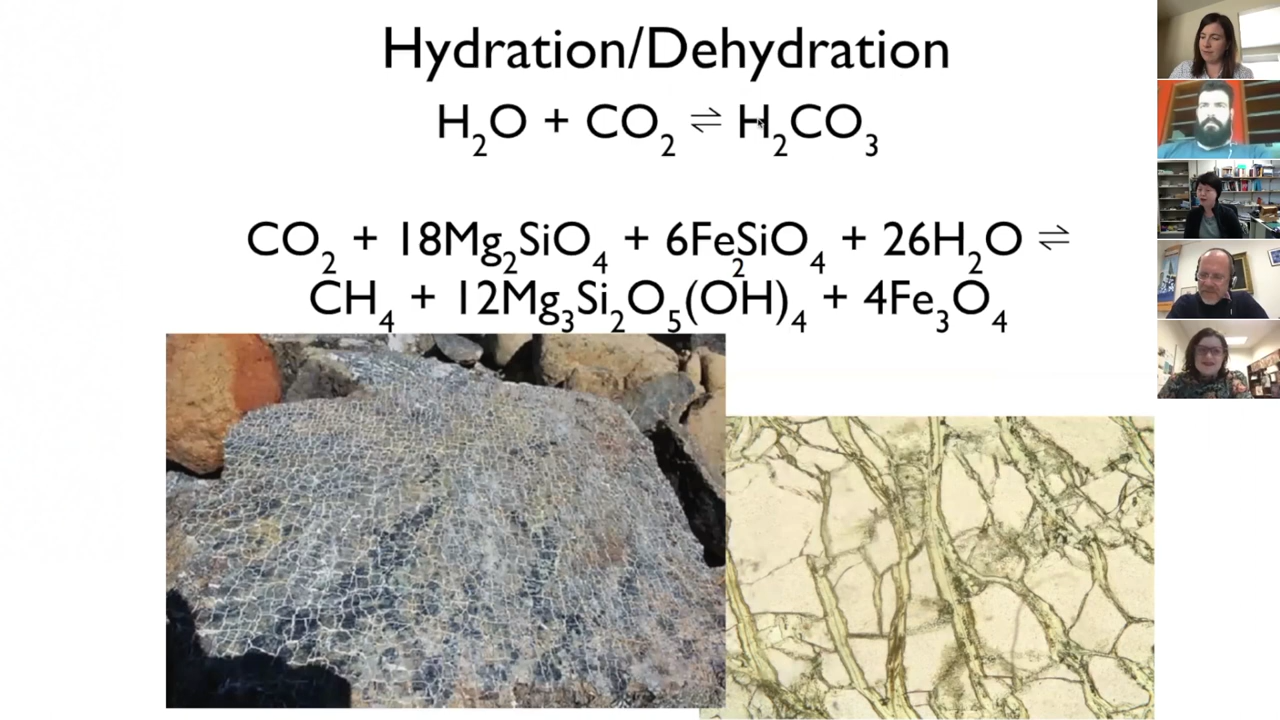 Hydration/Dehydration
H₂O + CO₂ ⇌ H₂CO₃
CO₂ + 18Mg₂SiO₄ + 6Fe₂SiO₄ + 26H₂O ⇌
CH₄ + 12Mg₃Si₂O₅(OH)₄ + 4Fe₃O₄